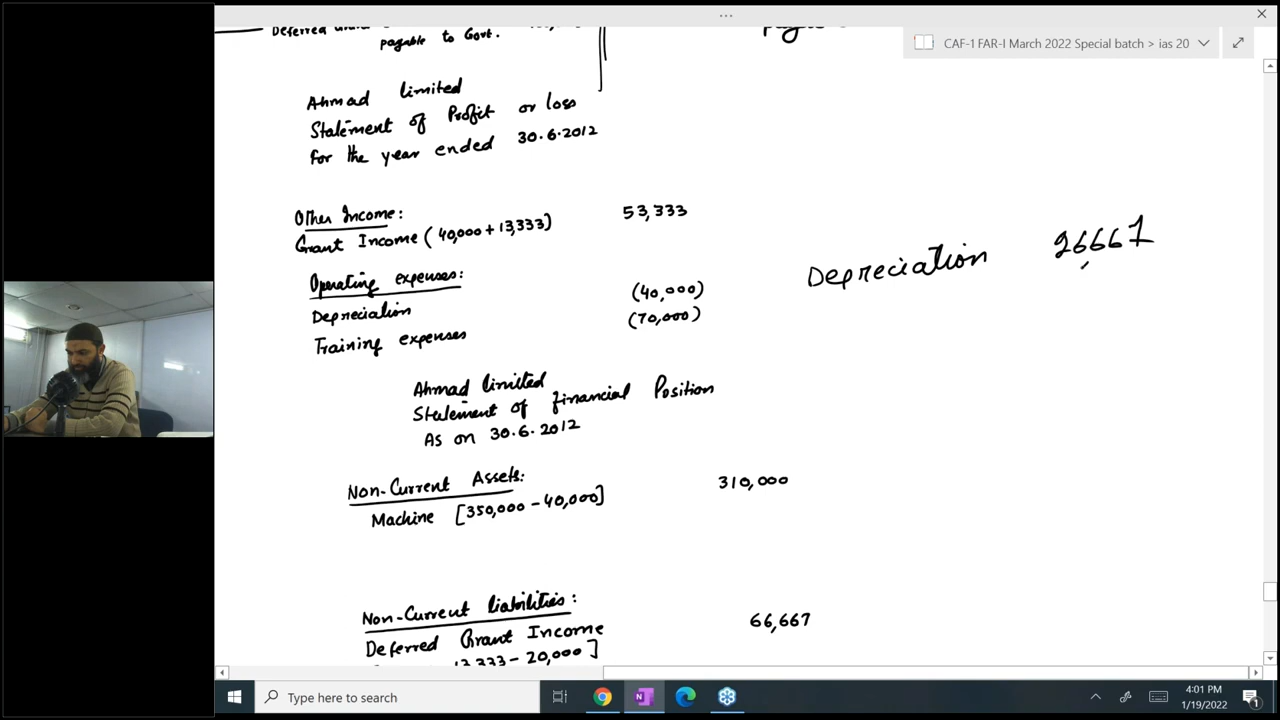 CAF-1 FAR-I March 2022 Special batch > ias 20
payable to Govt.
Ahmad limited
Statement of Profit or loss
for the year ended 30.6.2012
Other Income:
Grant Income (40,000+13,333) 53,333
Depreciation 26667
Operating expenses:
Depreciation (40,000)
Training expenses (70,000)
Ahmad limited
Statement of financial Position
As on 30.6.2012
Non-Current Assets:
Machine [350,000-40,000] 310,000
Non-Current liabilities:
Deferred Grant Income 66,667
13,333-20,000]
Type here to search
4:01 PM
1/19/2022